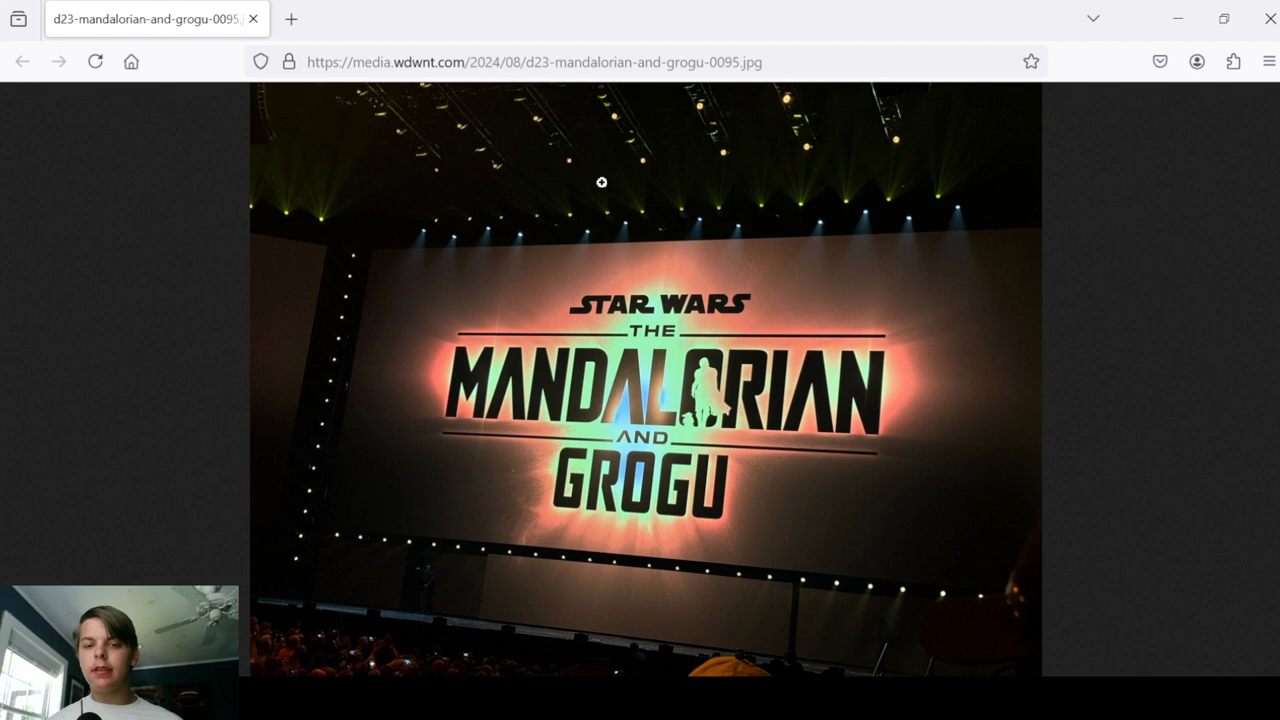 d23-mandalorian-and-grogu-0095.j
https://media.wdwnt.com/2024/08/d23-mandalorian-and-grogu-0095.jpg
STAR WARS
THE
MANDALORIAN
AND
GROGU